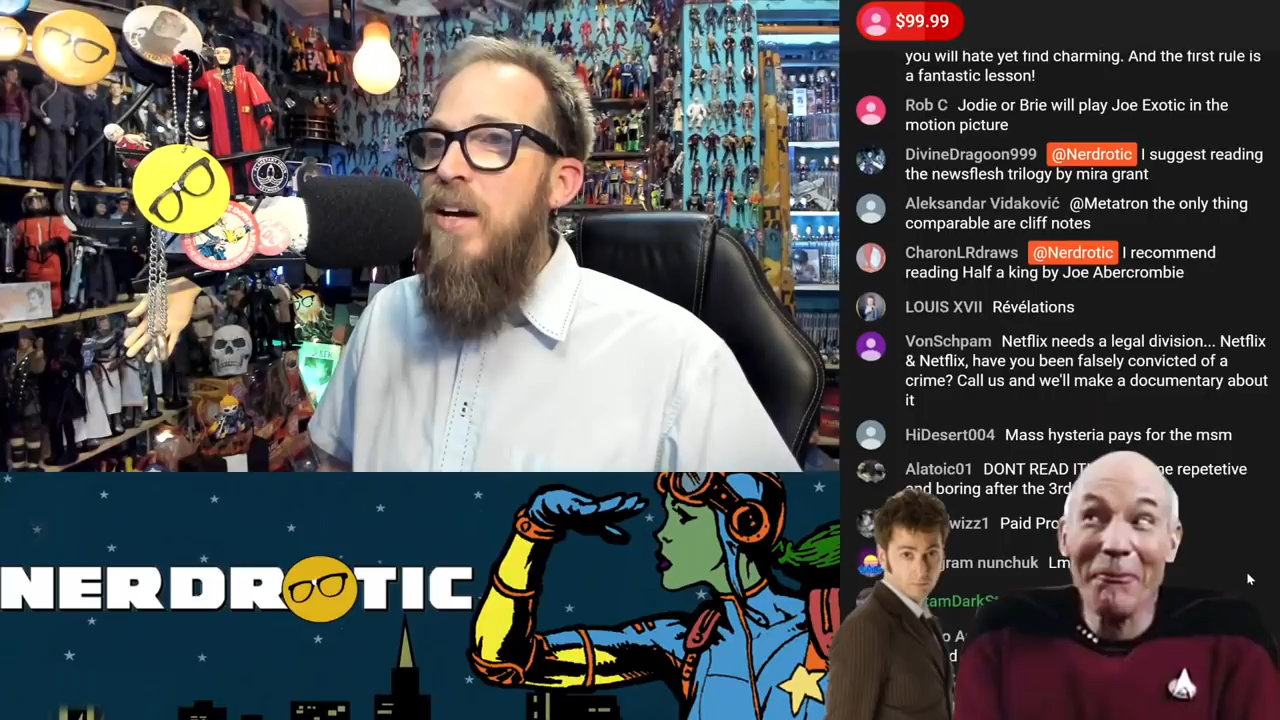 $99.99
you will hate yet find charming. And the first rule is
a fantastic lesson!
Rob C Jodie or Brie will play Joe Exotic in the
motion picture
DivineDragoon999 @Nerdrotic I suggest reading
the newsflesh trilogy by mira grant
Aleksandar Vidaković @Metatron the only thing
comparable are cliff notes
CharonLRdraws @Nerdrotic I recommend
reading Half a king by Joe Abercrombie
LOUIS XVII Révélations
VonSchpam Netflix needs a legal division... Netflix
& Netflix, have you been falsely convicted of a
crime? Call us and we'll make a documentary about
it
HiDesert004 Mass hysteria pays for the msm
Alatoic01 DONT READ repetetive
and boring after the 3rd
Paid
nunchuk
NERDROTIC